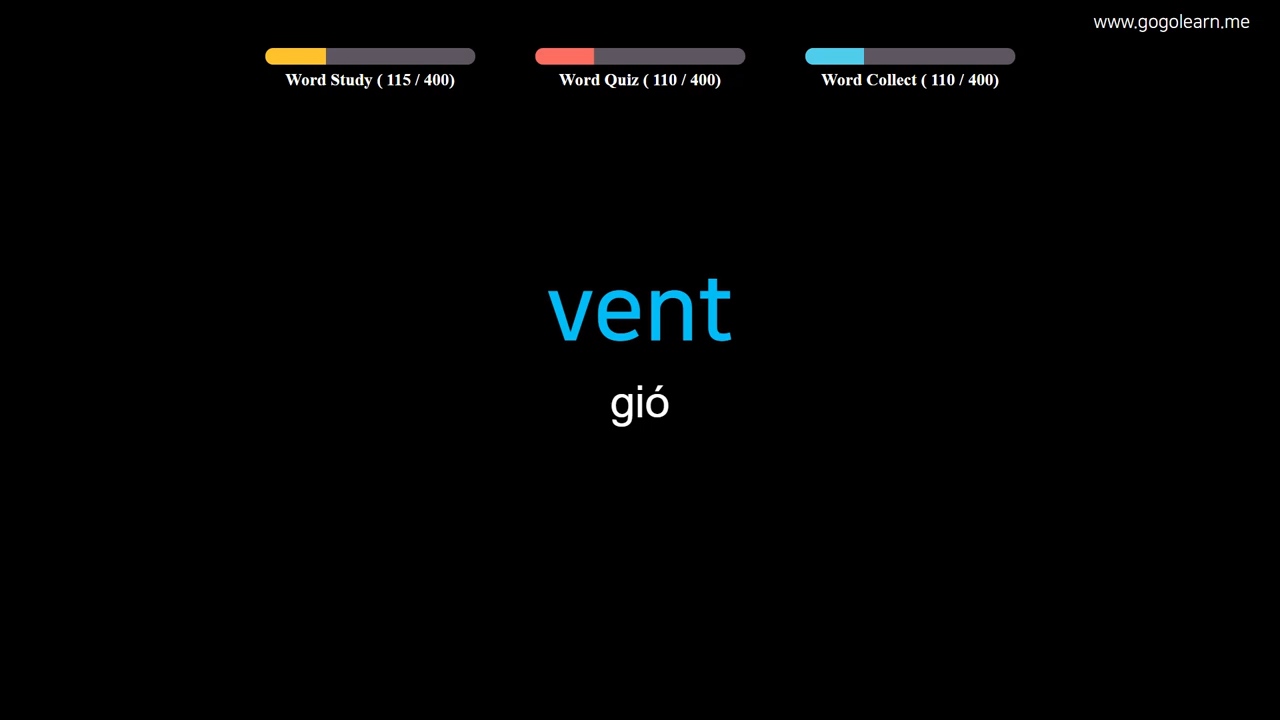 www.gogolearn.me
Word Study ( 115 / 400)
Word Quiz ( 110 / 400)
Word Collect ( 110 / 400)
vent
gió